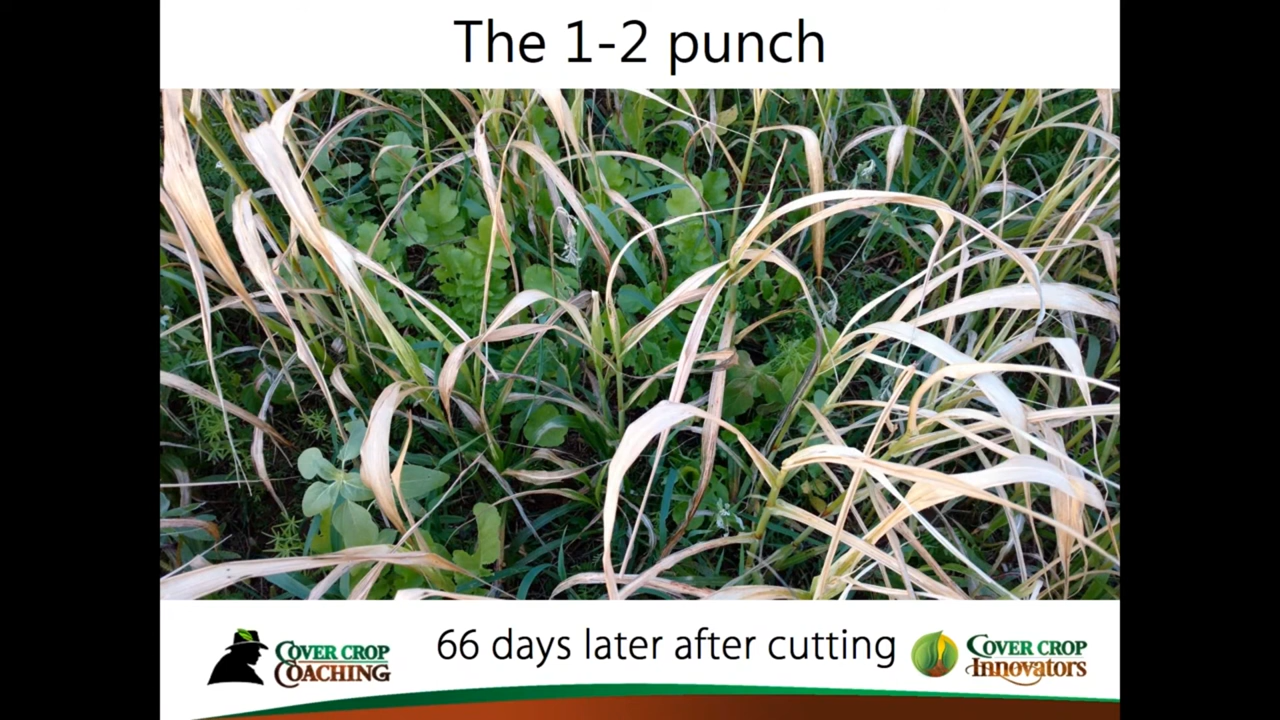 The 1-2 punch
COVER CROP
COACHING
66 days later after cutting
COVER CROP
Innovators